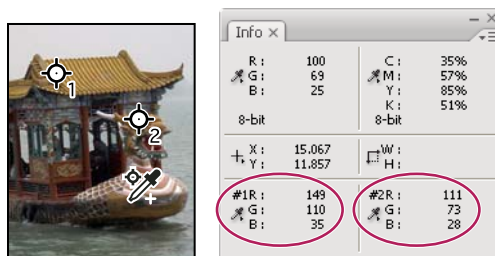 1
2
Info ×
R: 100
G: 69
B: 25
8-bit
C: 35%
M: 57%
Y: 85%
K: 51%
8-bit
X: 15.067
Y: 11.857
W:
H:
#1R: 149
G: 110
B: 35
#2R: 111
G: 73
B: 28